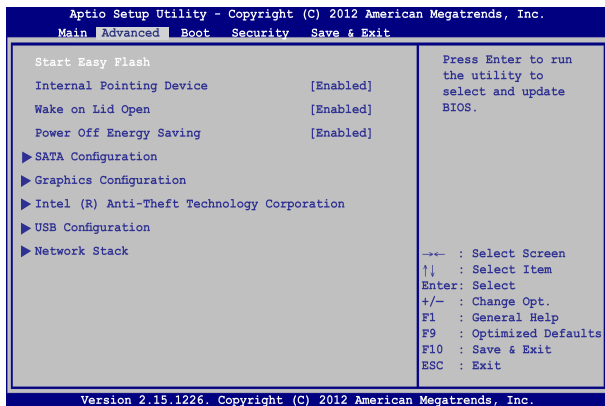 Aptio Setup Utility - Copyright (C) 2012 American Megatrends, Inc.
Main Advanced Boot Security Save & Exit
Start Easy Flash
Internal Pointing Device [Enabled]
Wake on Lid Open [Enabled]
Power Off Energy Saving [Enabled]
SATA Configuration
Graphics Configuration
Intel (R) Anti-Theft Technology Corporation
USB Configuration
Network Stack
Press Enter to run
the utility to
select and update
BIOS.
→← : Select Screen
↑↓ : Select Item
Enter: Select
+/— : Change Opt.
F1 : General Help
F9 : Optimized Defaults
F10 : Save & Exit
ESC : Exit
Version 2.15.1226. Copyright (C) 2012 American Megatrends, Inc.